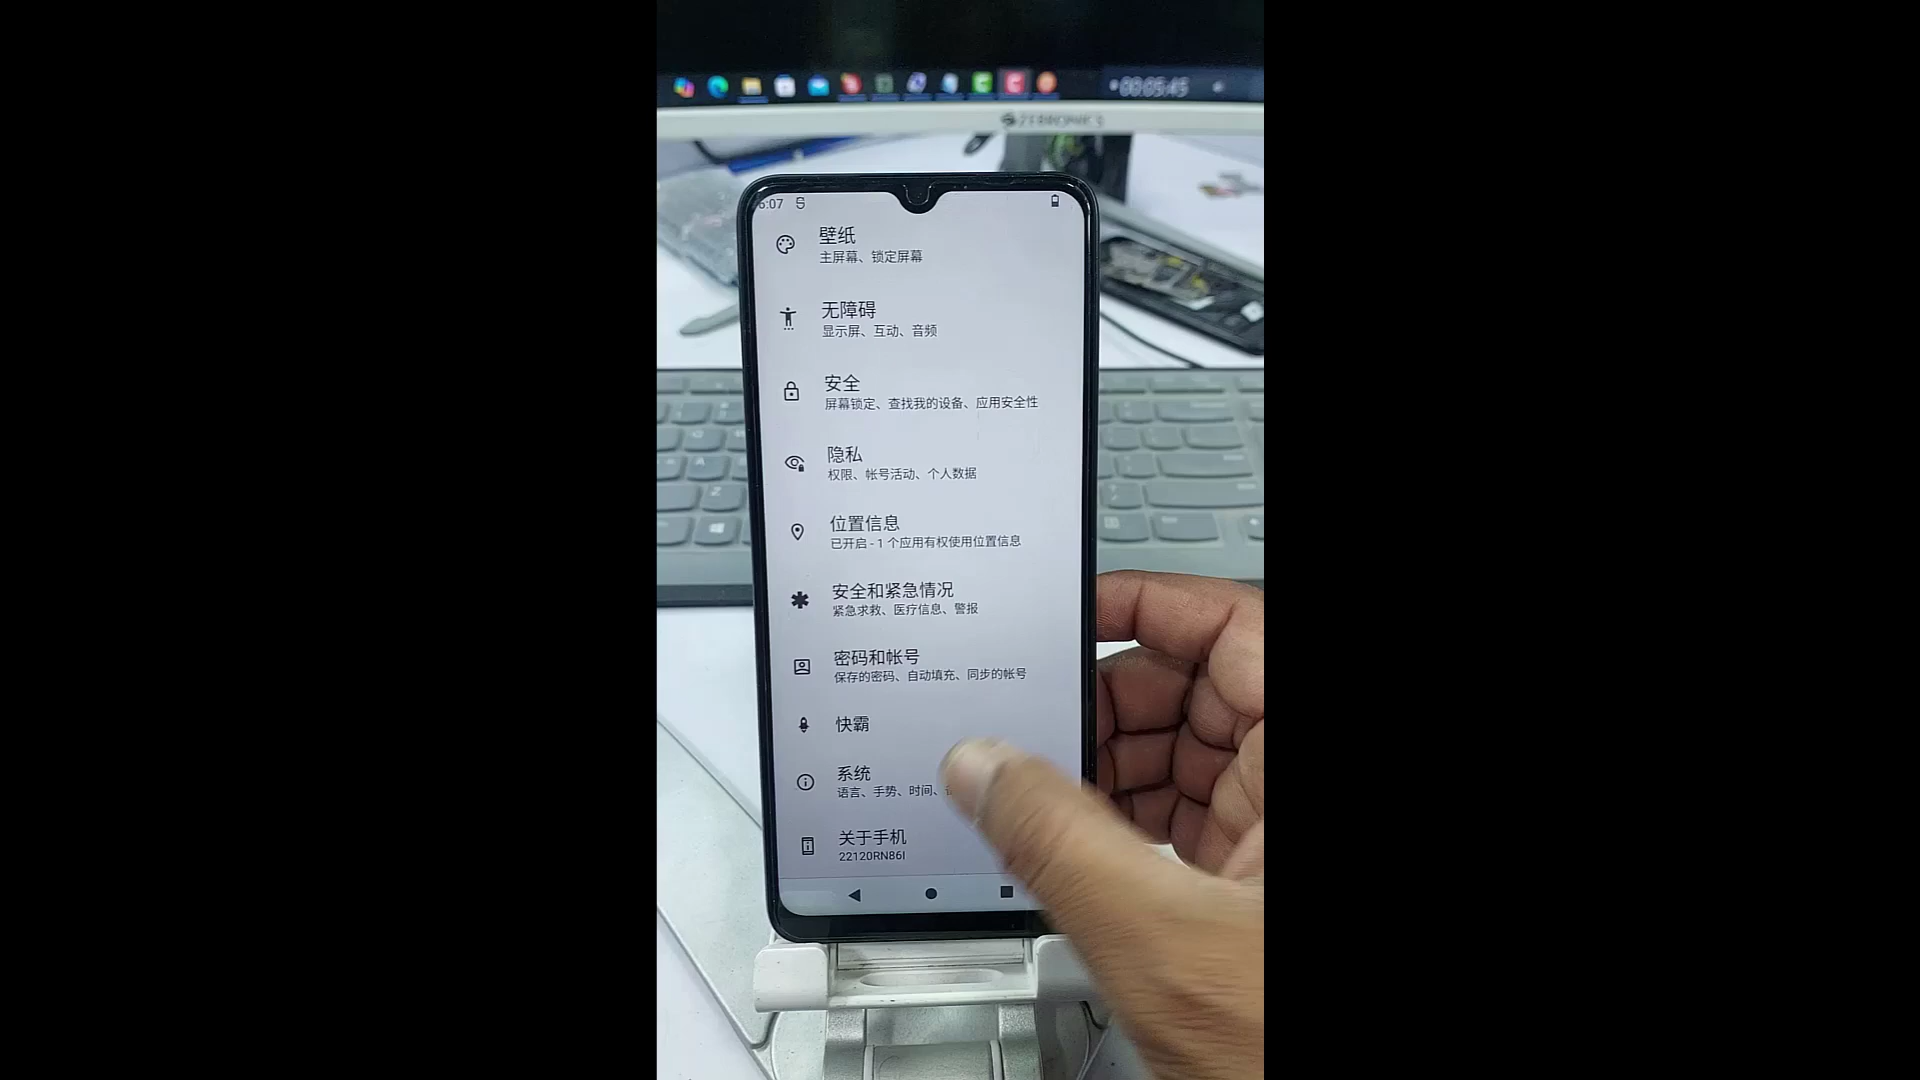 00:05:45
ZEBRONICS
6:07
壁纸
主屏幕、锁定屏幕
无障碍
显示屏、互动、音频
安全
屏幕锁定、查找我的设备、应用安全性
隐私
权限、帐号活动、个人数据
位置信息
已开启 - 1 个应用有权使用位置信息
安全和紧急情况
紧急求救、医疗信息、警报
密码和帐号
保存的密码、自动填充、同步的帐号
快霸
系统
语言、手势、时间、
关于手机
22120RN86I
Z